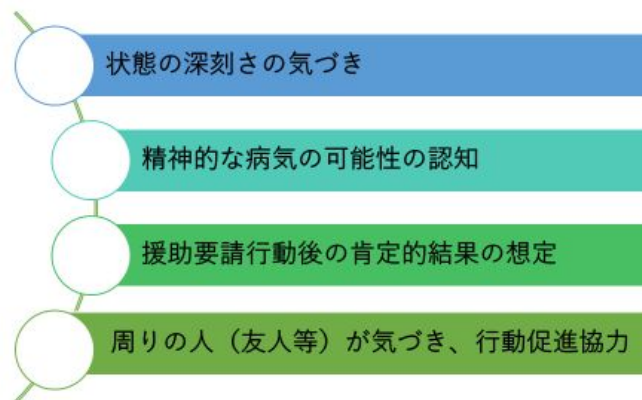 状態の深刻さの気づき
精神的な病気の可能性の認知
援助要請行動後の肯定的結果の想定
周りの人（友人等）が気づき、行動促進協力